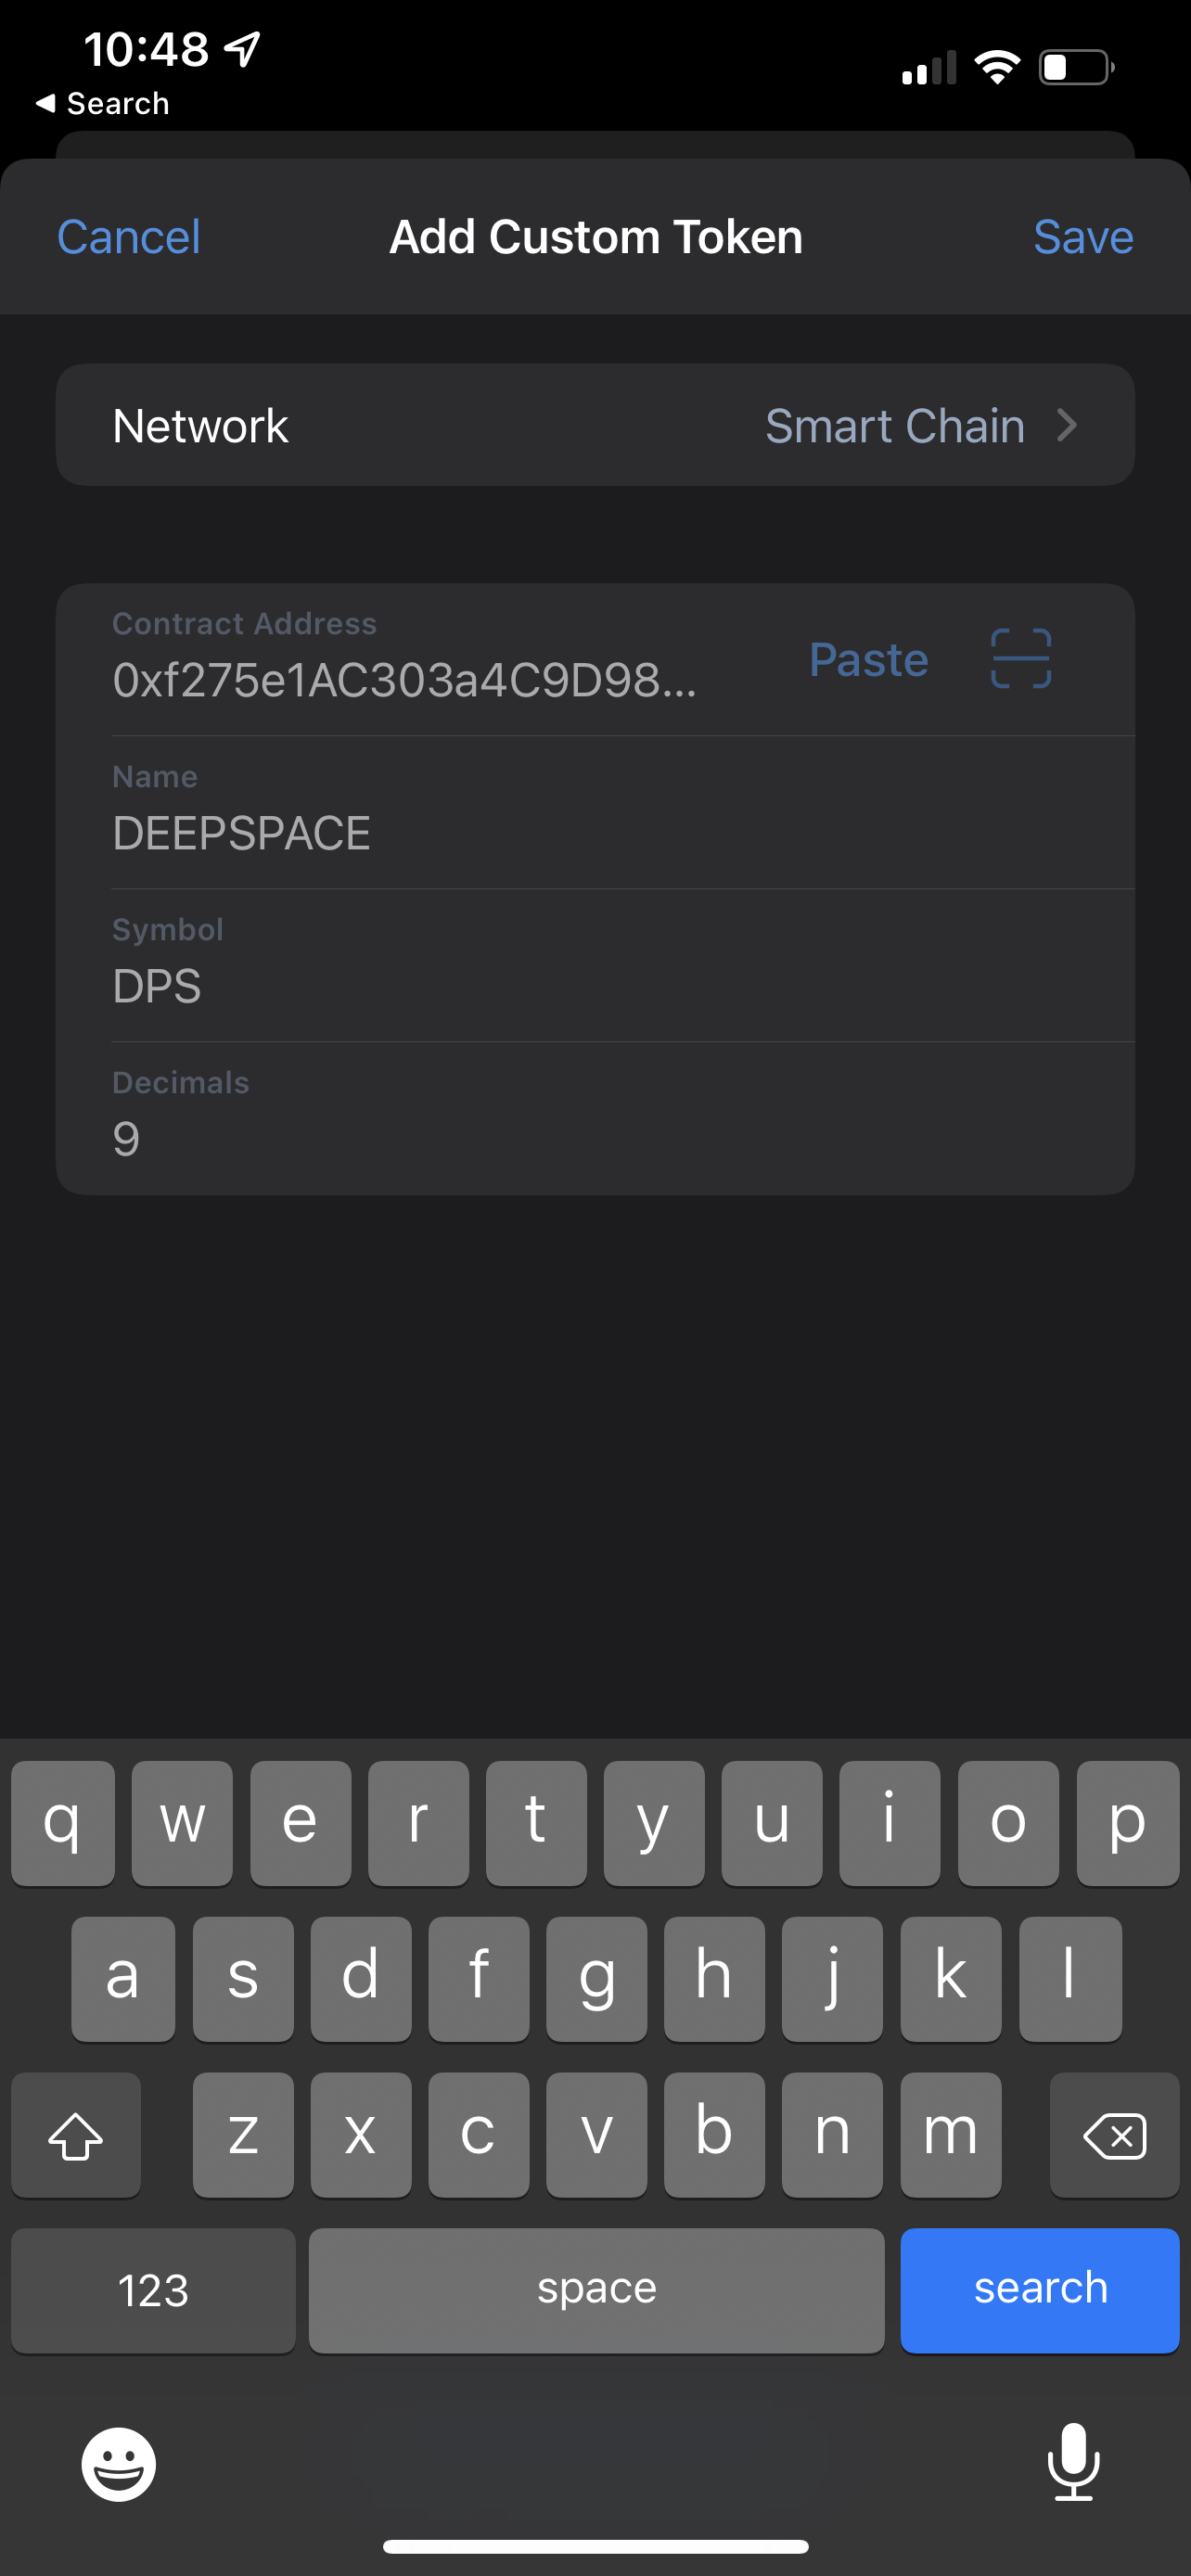 10:48
Search
Cancel Add Custom Token Save
Network Smart Chain
Contract Address
0xf275e1AC303a4C9D98... Paste
Name
DEEPSPACE
Symbol
DPS
Decimals
9
q w e r t y u i o p
a s d f g h j k l
z x c v b n m
123 space search